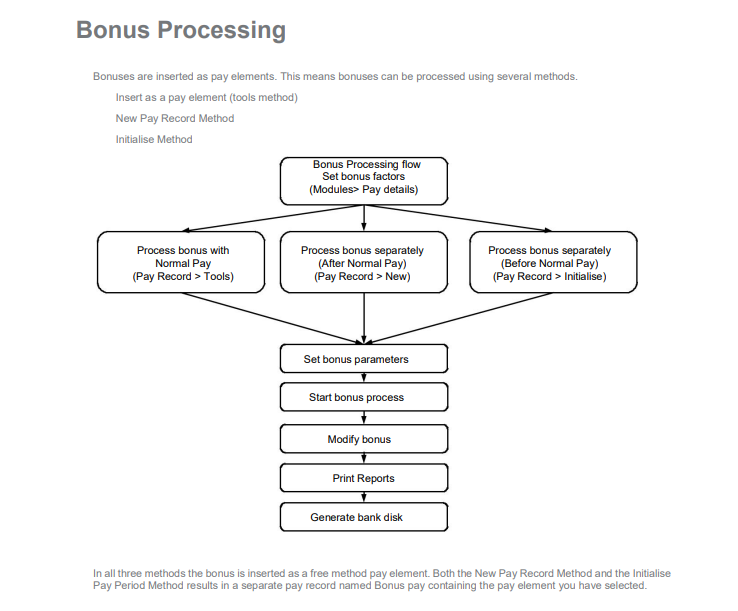 Bonus Processing
Bonuses are inserted as pay elements. This means bonuses can be processed using several methods.
Insert as a pay element (tools method)
New Pay Record Method
Initialise Method
Bonus Processing flow
Set bonus factors
(Modules> Pay details)
Process bonus with
Normal Pay
(Pay Record > Tools)
Process bonus separately
(After Normal Pay)
(Pay Record > New)
Process bonus separately
(Before Normal Pay)
(Pay Record > Initialise)
Set bonus parameters
Start bonus process
Modify bonus
Print Reports
Generate bank disk
In all three methods the bonus is inserted as a free method pay element. Both the New Pay Record Method and the Initialise
Pay Period Method results in a separate pay record named Bonus pay containing the pay element you have selected.